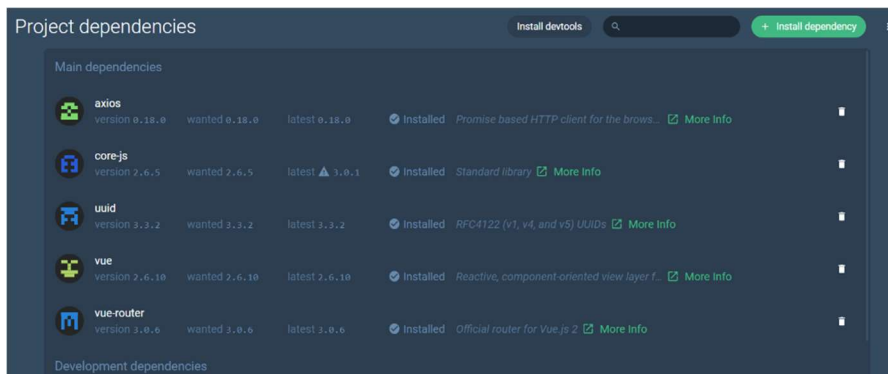 Project dependencies
Install devtools
+ Install dependency
Main dependencies
axios
version 0.18.0 wanted 0.18.0 latest 0.18.0 Installed Promise based HTTP client for the brows... More Info
core-js
version 2.6.5 wanted 2.6.5 latest 3.0.1 Installed Standard library More Info
uuid
version 3.3.2 wanted 3.3.2 latest 3.3.2 Installed RFC4122 (v1, v4, and v5) UUIDs More Info
vue
version 2.6.10 wanted 2.6.10 latest 2.6.10 Installed Reactive, component-oriented view layer f... More Info
vue-router
version 3.0.6 wanted 3.0.6 latest 3.0.6 Installed Official router for Vue.js 2 More Info
Development dependencies